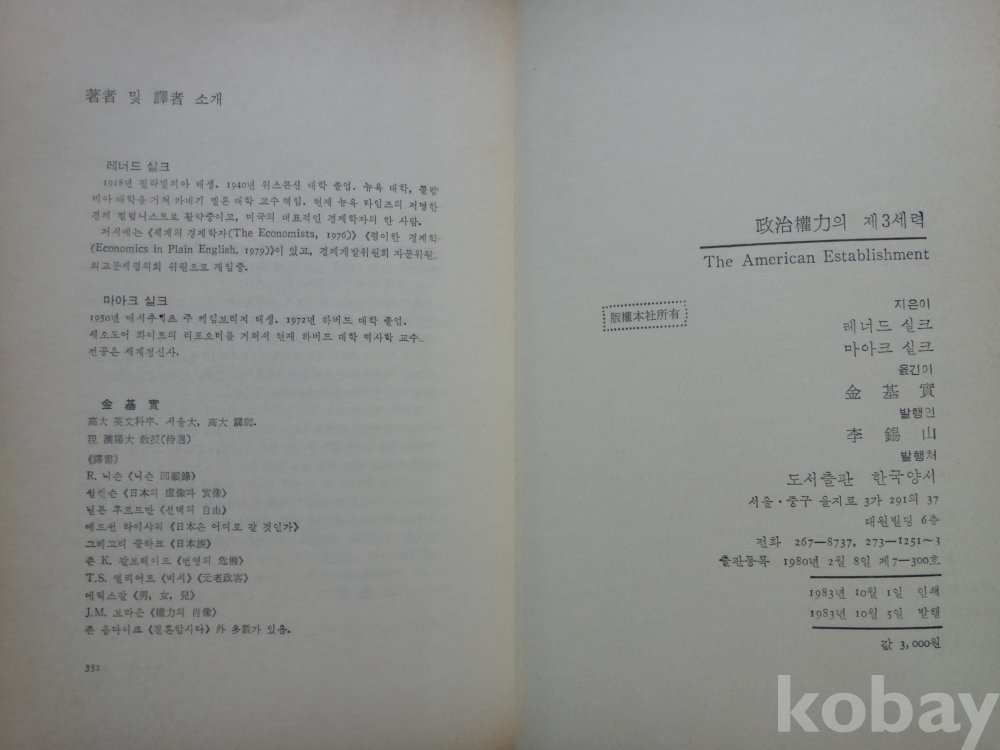 著者 및 譯者 소개
레너드 실크
1918년 필라델피아 태생. 1940년 위스콘신 대학 졸업. 뉴욕 대학, 콜럼
비아 대학을 거쳐 카네기 멜론 대학 교수 역임. 현재 뉴욕 타임즈의 저명한
경제 컬럼니스트로 활약중이고, 미국의 대표적인 경제학자의 한 사람.
저서에는 《세계의 경제학자(The Economists, 1976)》 《평이한 경제학
(Economics in Plain English, 1979)》이 있고, 경제개발위원회 자문위원
외교문제평의회 위원으로 재임중.
마아크 실크
1950년 매서추세츠 주 케임브리지 태생. 1972년 하버드 대학 졸업.
세오도어 화이트의 리포오터를 거쳐서 현재 하버드 대학 역사학 교수
전공은 세계정신사.
金基實
高大 英文科卒. 서울大, 高大 講師.
現 漢陽大 敎授(待遇)
《譯書》
R. 닉슨 《닉슨 回顧錄》
윌킨슨 《日本의 虛像과 實像》
밀톤 후르드만 《선택의 自由》
에드윈 라이샤워 《日本은 어디로 갈 것인가》
그레고리 클라크 《日本族》
존 K. 갈브레이드 《번영의 危機》
T.S. 엘리어트 《비시》 《元老政客》
에릭스갈 《男, 女, 兒》
J.M. 로마슨 《權力의 肖像》
존 읍다이크 《결혼합시다》 外 多數가 있음.
352
政治權力의 제3세력
The American Establishment
版權本社所有
지은이
레너드 실크
마아크 실크
옮긴이
金基實
발행인
李錫山
발행처
도서출판 한국양서
서울·중구 을지로 3가 291의 37
대원빌딩 6층
전화 267—8737, 273—1251~3
출판등록 1980년 2월 8일 제7—300호
1983년 10월 1일 인쇄
1983년 10월 5일 발행
값 3,000원
kobay